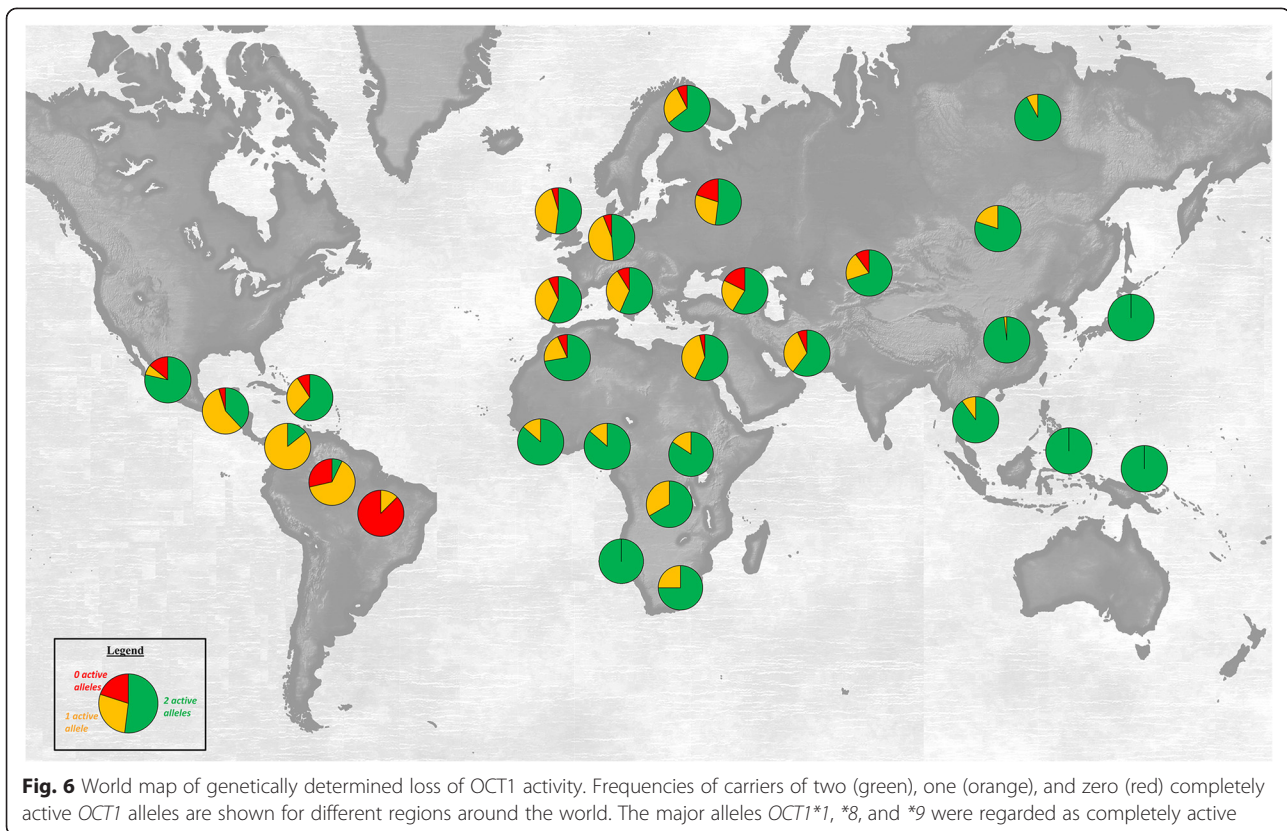 Legend
0 active
alleles
2 active
alleles
1 active
allele
Fig. 6 World map of genetically determined loss of OCT1 activity. Frequencies of carriers of two (green), one (orange), and zero (red) completely
active OCT1 alleles are shown for different regions around the world. The major alleles OCT1*1, *8, and *9 were regarded as completely active